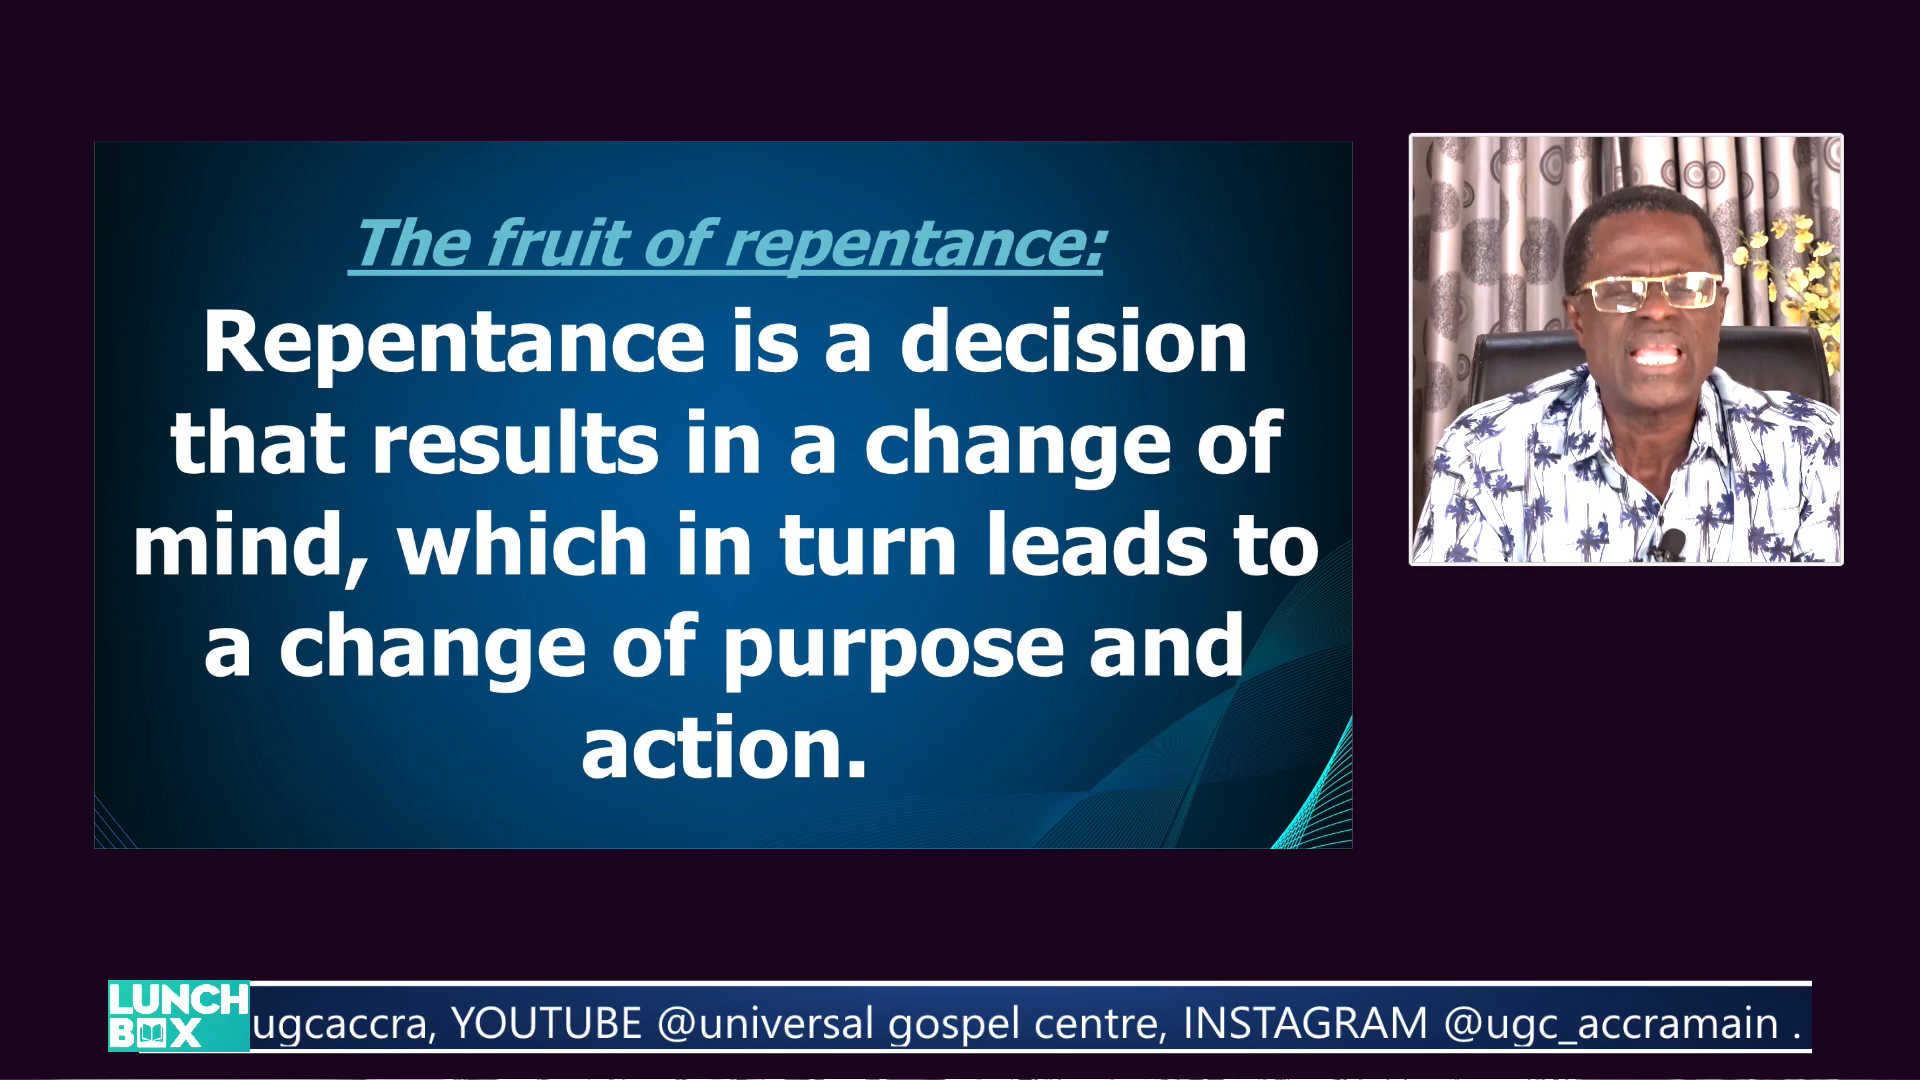 The fruit of repentance:
Repentance is a decision
that results in a change of
mind, which in turn leads to
a change of purpose and
action.
LUNCH
BOX
ugcaccra, YOUTUBE @universal gospel centre, INSTAGRAM @ugc_accramain .